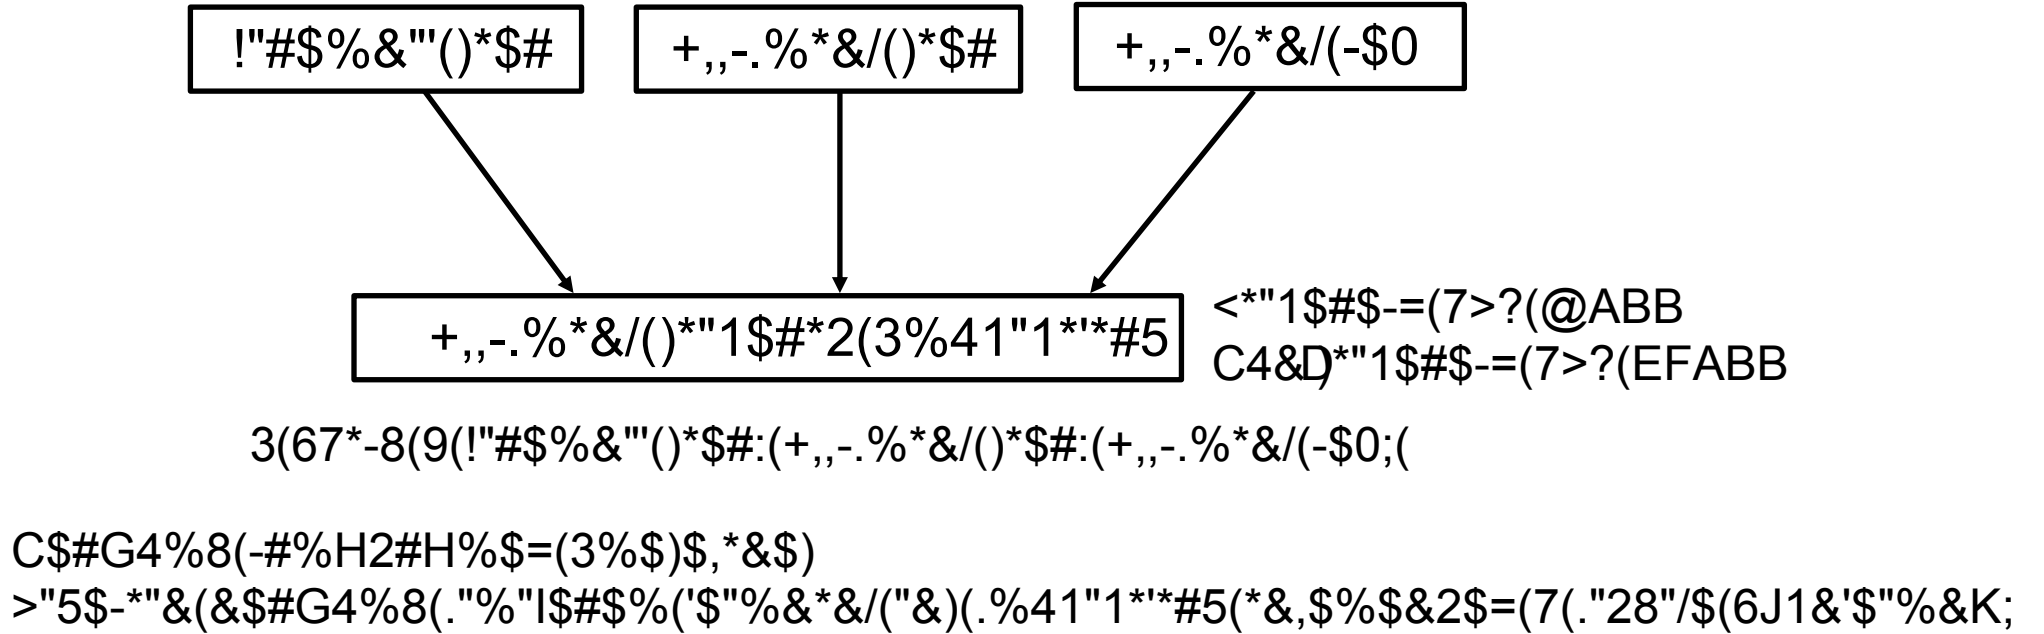 !"#$%&"'()*$#
+,,-.%*&/()*$#
+,,-.%*&/(-$0
+,,-.%*&/()*"1$#*2(3%41"1*'*#5
<*"1$#$-=(7>?(@ABB
C4&D)*"1$#$-=(7>?(EFABB
3(67*-8(9(!"#$%&"'()*$#:(+,,-.%*&/()*$#:(+,,-.%*&/(-$0;(
C$#G4%8(-#%H2#H%$=(3%$)$,*&$)
>"5$-*"&(&$#G4%8(."%"I$#$%('$"%&*&/("&)(.%41"1*'*#5(*&,$%$&2$=(7(."28"/$(6J1&'$"%&K;